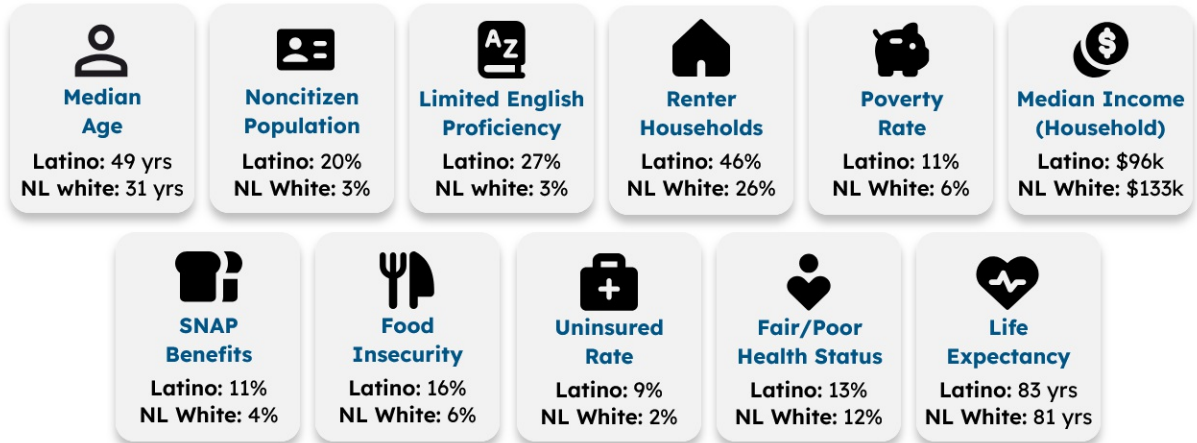 Median
Age
Latino: 49 yrs
NL white: 31 yrs
Noncitizen
Population
Latino: 20%
NL White: 3%
AZ
Limited English
Proficiency
Latino: 27%
NL white: 3%
Renter
Households
Latino: 46%
NL White: 26%
Poverty
Rate
Latino: 11%
NL White: 6%
$
Median Income
(Household)
Latino: $96k
NL White: $133k
SNAP
Benefits
Latino: 11%
NL White: 4%
Food
Insecurity
Latino: 16%
NL White: 6%
Uninsured
Rate
Latino: 9%
NL White: 2%
Fair/Poor
Health Status
Latino: 13%
NL White: 12%
Life
Expectancy
Latino: 83 yrs
NL White: 81 yrs